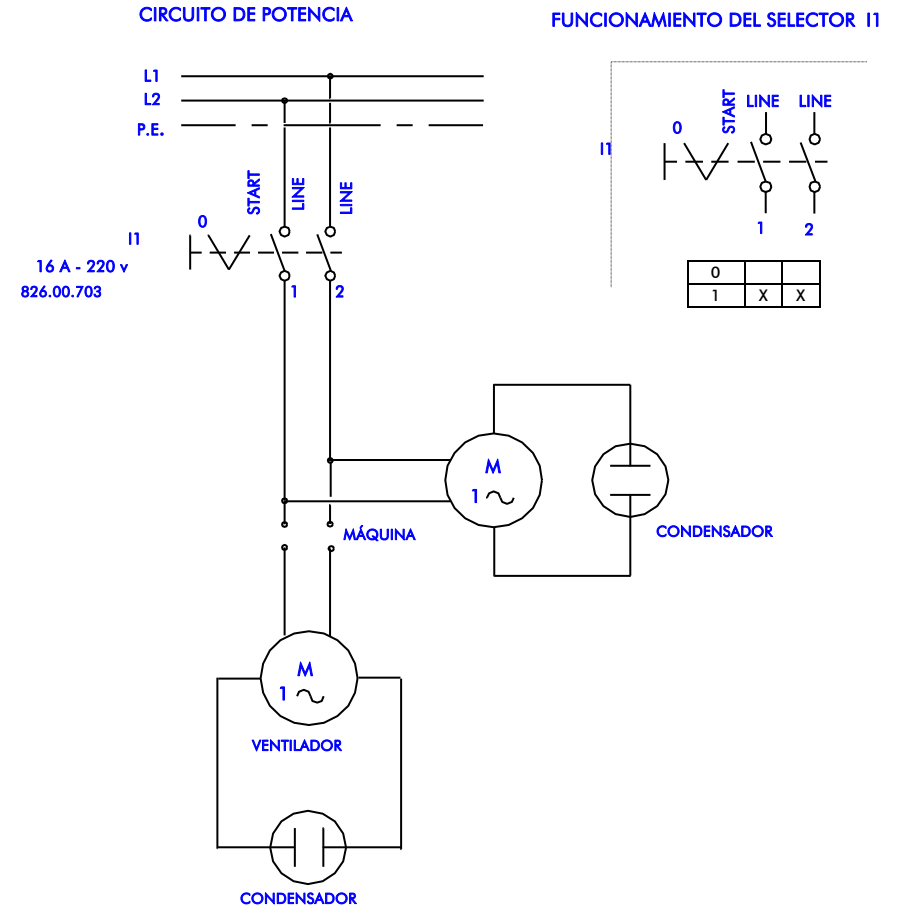 CIRCUITO DE POTENCIA
FUNCIONAMIENTO DEL SELECTOR I1
L1
L2
P.E.
START
LINE
LINE
0
I1
16 A - 220 v
826.00.703
1
2
START
LINE
LINE
0
I1
1
2
0
1 X X
M
1
CONDENSADOR
MÁQUINA
M
1
VENTILADOR
CONDENSADOR